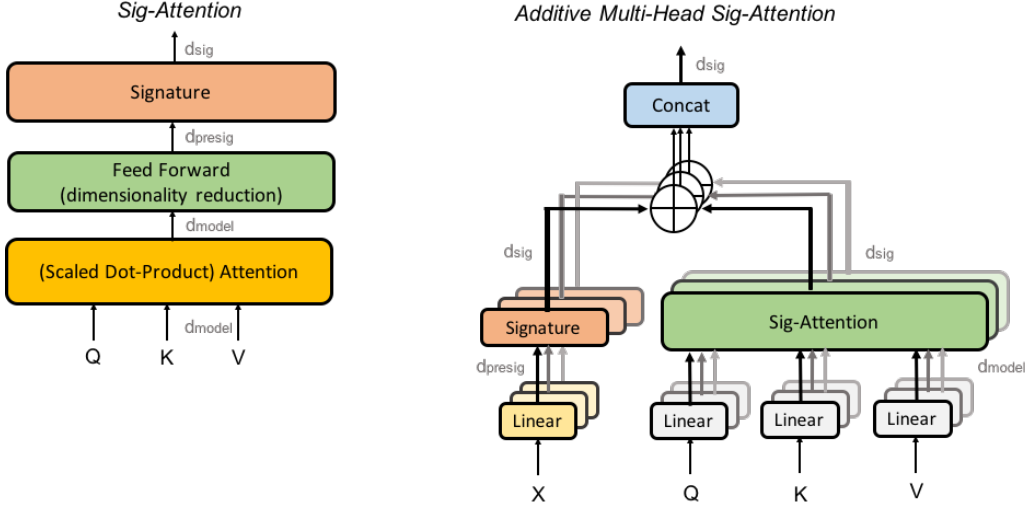 Sig-Attention
dsig
Signature
dpresig
Feed Forward
(dimensionality reduction)
dmodel
(Scaled Dot-Product) Attention
dmodel
Q K V
Additive Multi-Head Sig-Attention
dsig
Concat
dsig
dsig
Signature
Sig-Attention
dpresig
dmodel
Linear
Linear
Linear
Linear
X Q K V